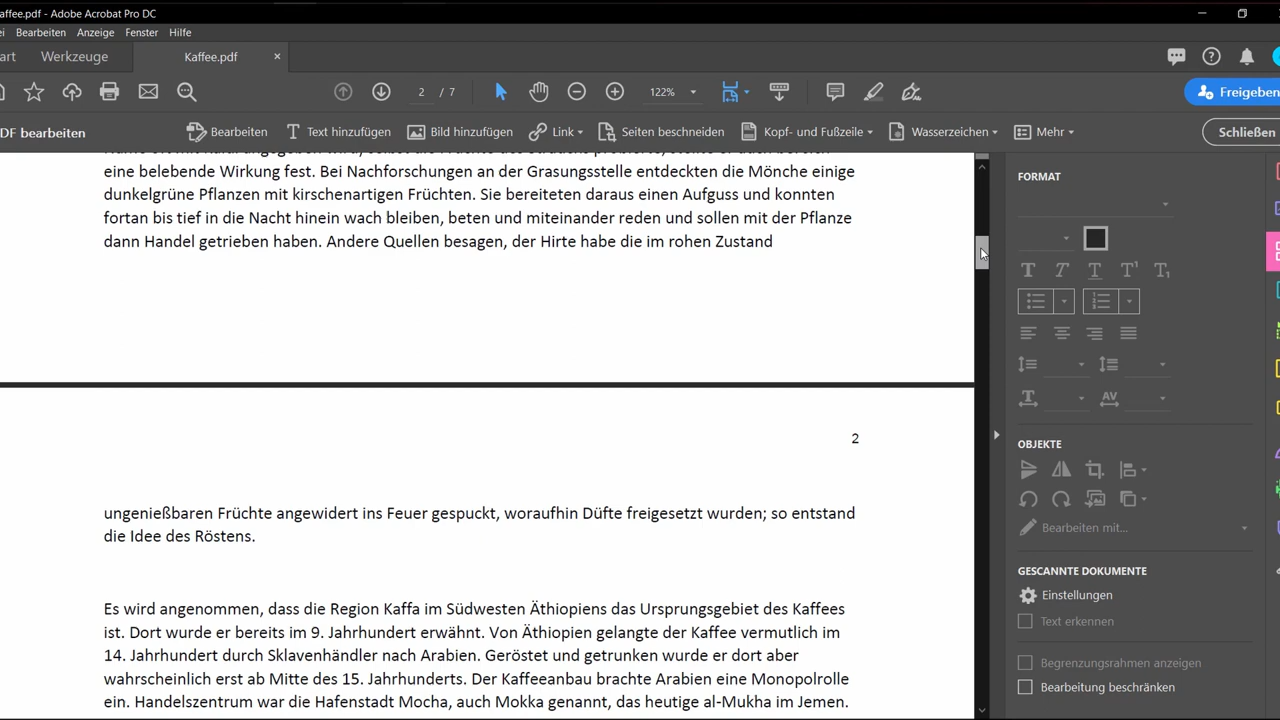 affee.pdf - Adobe Acrobat Pro DC
ei Bearbeiten Anzeige Fenster Hilfe
art Werkzeuge Kaffee.pdf ×
2 / 7 122% Freigeben
DF bearbeiten Bearbeiten Text hinzufügen Bild hinzufügen Link Seiten beschneiden Kopf- und Fußzeile Wasserzeichen Mehr Schließen
eine belebende Wirkung fest. Bei Nachforschungen an der Grasungsstelle entdeckten die Mönche einige
dunkelgrüne Pflanzen mit kirschenartigen Früchten. Sie bereiteten daraus einen Aufguss und konnten
fortan bis tief in die Nacht hinein wach bleiben, beten und miteinander reden und sollen mit der Pflanze
dann Handel getrieben haben. Andere Quellen besagen, der Hirte habe die im rohen Zustand
2
ungenießbaren Früchte angewidert ins Feuer gespuckt, woraufhin Düfte freigesetzt wurden; so entstand
die Idee des Röstens.
Es wird angenommen, dass die Region Kaffa im Südwesten Äthiopiens das Ursprungsgebiet des Kaffees
ist. Dort wurde er bereits im 9. Jahrhundert erwähnt. Von Äthiopien gelangte der Kaffee vermutlich im
14. Jahrhundert durch Sklavenhändler nach Arabien. Geröstet und getrunken wurde er dort aber
wahrscheinlich erst ab Mitte des 15. Jahrhunderts. Der Kaffeeanbau brachte Arabien eine Monopolrolle
ein. Handelszentrum war die Hafenstadt Mocha, auch Mokka genannt, das heutige al-Mukha im Jemen.
FORMAT
OBJEKTE
Bearbeiten mit...
GESCANNTE DOKUMENTE
Einstellungen
Text erkennen
Begrenzungsrahmen anzeigen
Bearbeitung beschränken